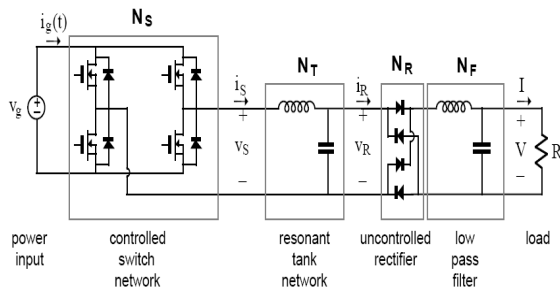 N_S
i_g(t)
N_T
N_R
N_F
i_S
i_R
I
v_g
+
−
+
v_S
−
+
v_R
−
+
V
−
R
power
input
controlled
switch
network
resonant
tank
network
uncontrolled
rectifier
low
pass
filter
load